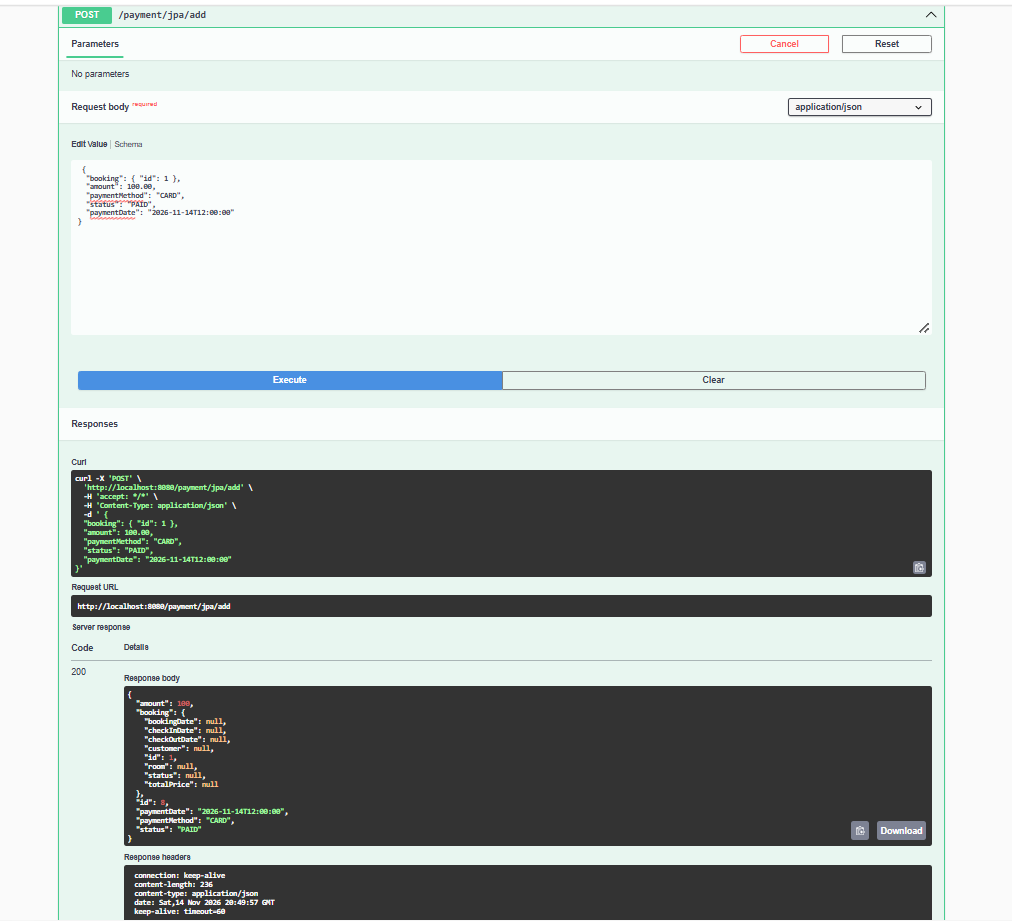 POST /payment/jpa/add
Parameters
Cancel
Reset
No parameters
Request body required
application/json
Edit Value | Schema
{
"booking": { "id": 1 },
"amount": 100.00,
"paymentMethod": "CARD",
"status": "PAID",
"paymentDate": "2026-11-14T12:00:00"
}
Execute
Clear
Responses
Curl
curl -X 'POST' \
'http://localhost:8080/payment/jpa/add' \
-H 'accept: */*' \
-H 'Content-Type: application/json' \
-d ' {
"booking": { "id": 1 },
"amount": 100.00,
"paymentMethod": "CARD",
"status": "PAID",
"paymentDate": "2026-11-14T12:00:00"
}'
Request URL
http://localhost:8080/payment/jpa/add
Server response
Code Details
200
Response body
{
"amount": 100,
"booking": {
"bookingDate": null,
"checkInDate": null,
"checkOutDate": null,
"customer": null,
"id": 1,
"room": null,
"status": null,
"totalPrice": null
},
"id": 8,
"paymentDate": "2026-11-14T12:00:00",
"paymentMethod": "CARD",
"status": "PAID"
}
Download
Response headers
connection: keep-alive
content-length: 236
content-type: application/json
date: Sat,14 Nov 2026 20:49:57 GMT
keep-alive: timeout=60